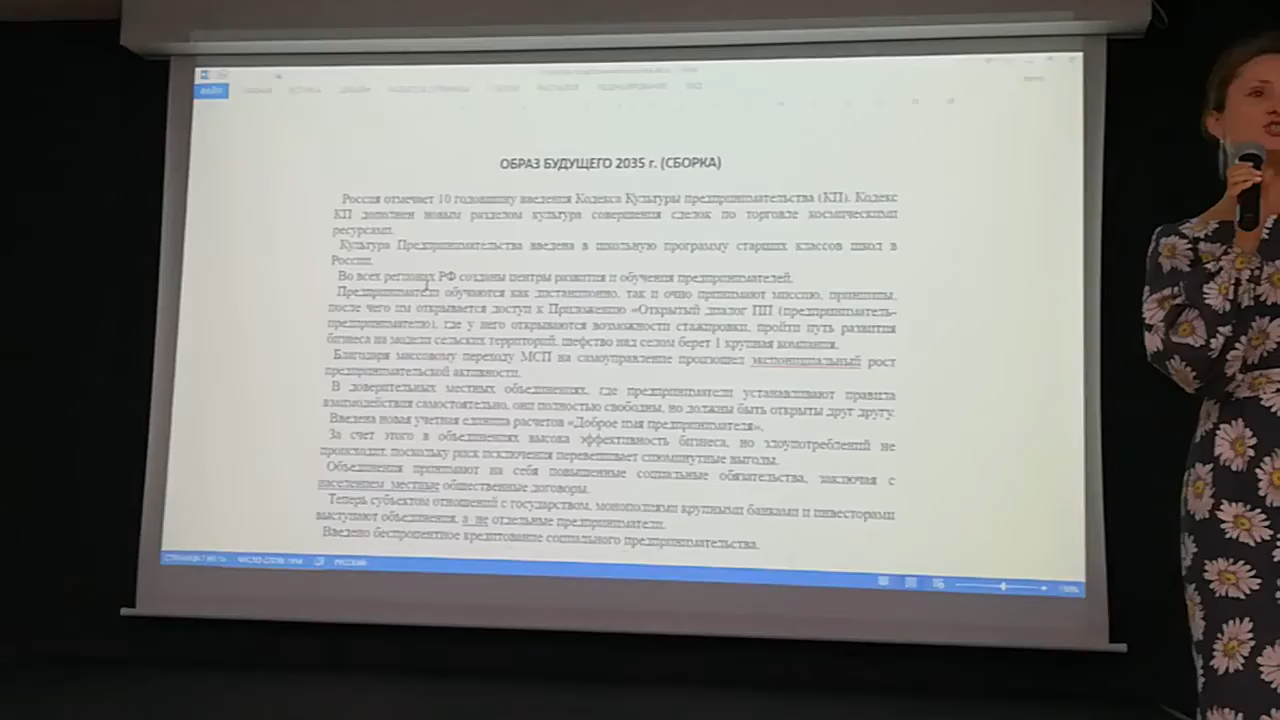 ФАЙЛ
ОБРАЗ БУДУЩЕГО 2035 г. (СБОРКА)
Россия отмечает 10 годовщину введения Кодекса Культуры предпринимательства (КП). Кодекс
КП дополнен новым разделом культура совершения сделок по торговле космическими
ресурсами.
Культура Предпринимательства введена в школьную программу старших классов школ в
России.
Во всех регионах РФ созданы центры развития и обучения предпринимателей.
Предприниматели обучаются как дистанционно, так и очно принимают миссию, принципы,
после чего им открывается доступ к Приложению «Открытый диалог ПП (предприниматель-
предпринимателю), где у него открываются возможности стажировки, пройти путь развития
бизнеса на модели сельских территорий, шефство над селом берет 1 крупная компания.
Благодаря массовому переходу МСП на самоуправление произошел экспонициальный рост
предпринимательской активности.
В доверительных местных объединениях, где предприниматели устанавливают правила
взаимодействия самостоятельно, они полностью свободны, но должны быть открыты друг другу.
Введена новая учетная единица расчетов «Доброе имя предпринимателя».
За счет этого в объединениях высока эффективность бизнеса, но злоупотреблений не
происходит, поскольку риск исключения перевешивает сиюминутные выгоды.
Объединения принимают на себя повышенные социальные обязательства, заключая с
населением местные общественные договоры.
Теперь субъектом отношений с государством, монополиями крупными банками и инвесторами
выступают объединения, а не отдельные предприниматели.
Введено беспроцентное кредитование социального предпринимательства.
РУССКИЙ